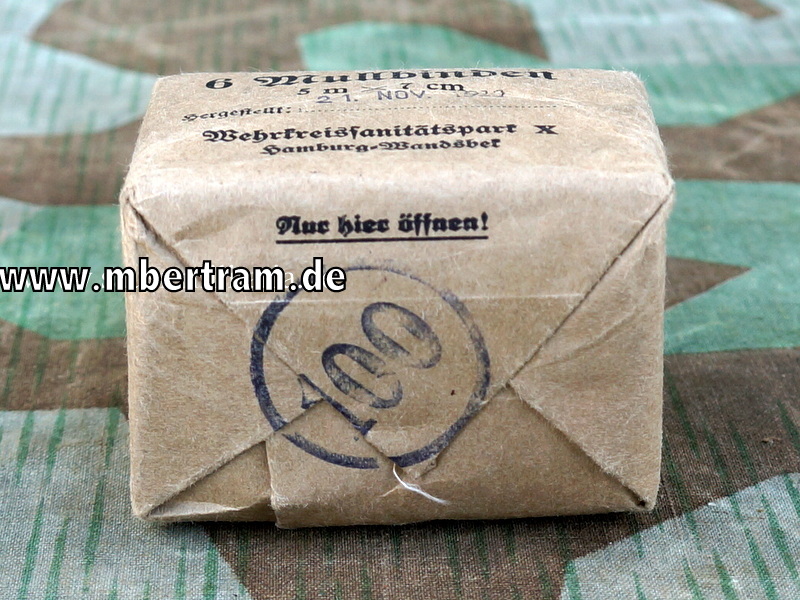 6 Mullbinden
5 m × 7 cm
Hergestellt: 21. NOV.
Wehrkreissanitätspark X
Hamburg-Wandsbek
Nur hier öffnen!
www.mbertram.de
100